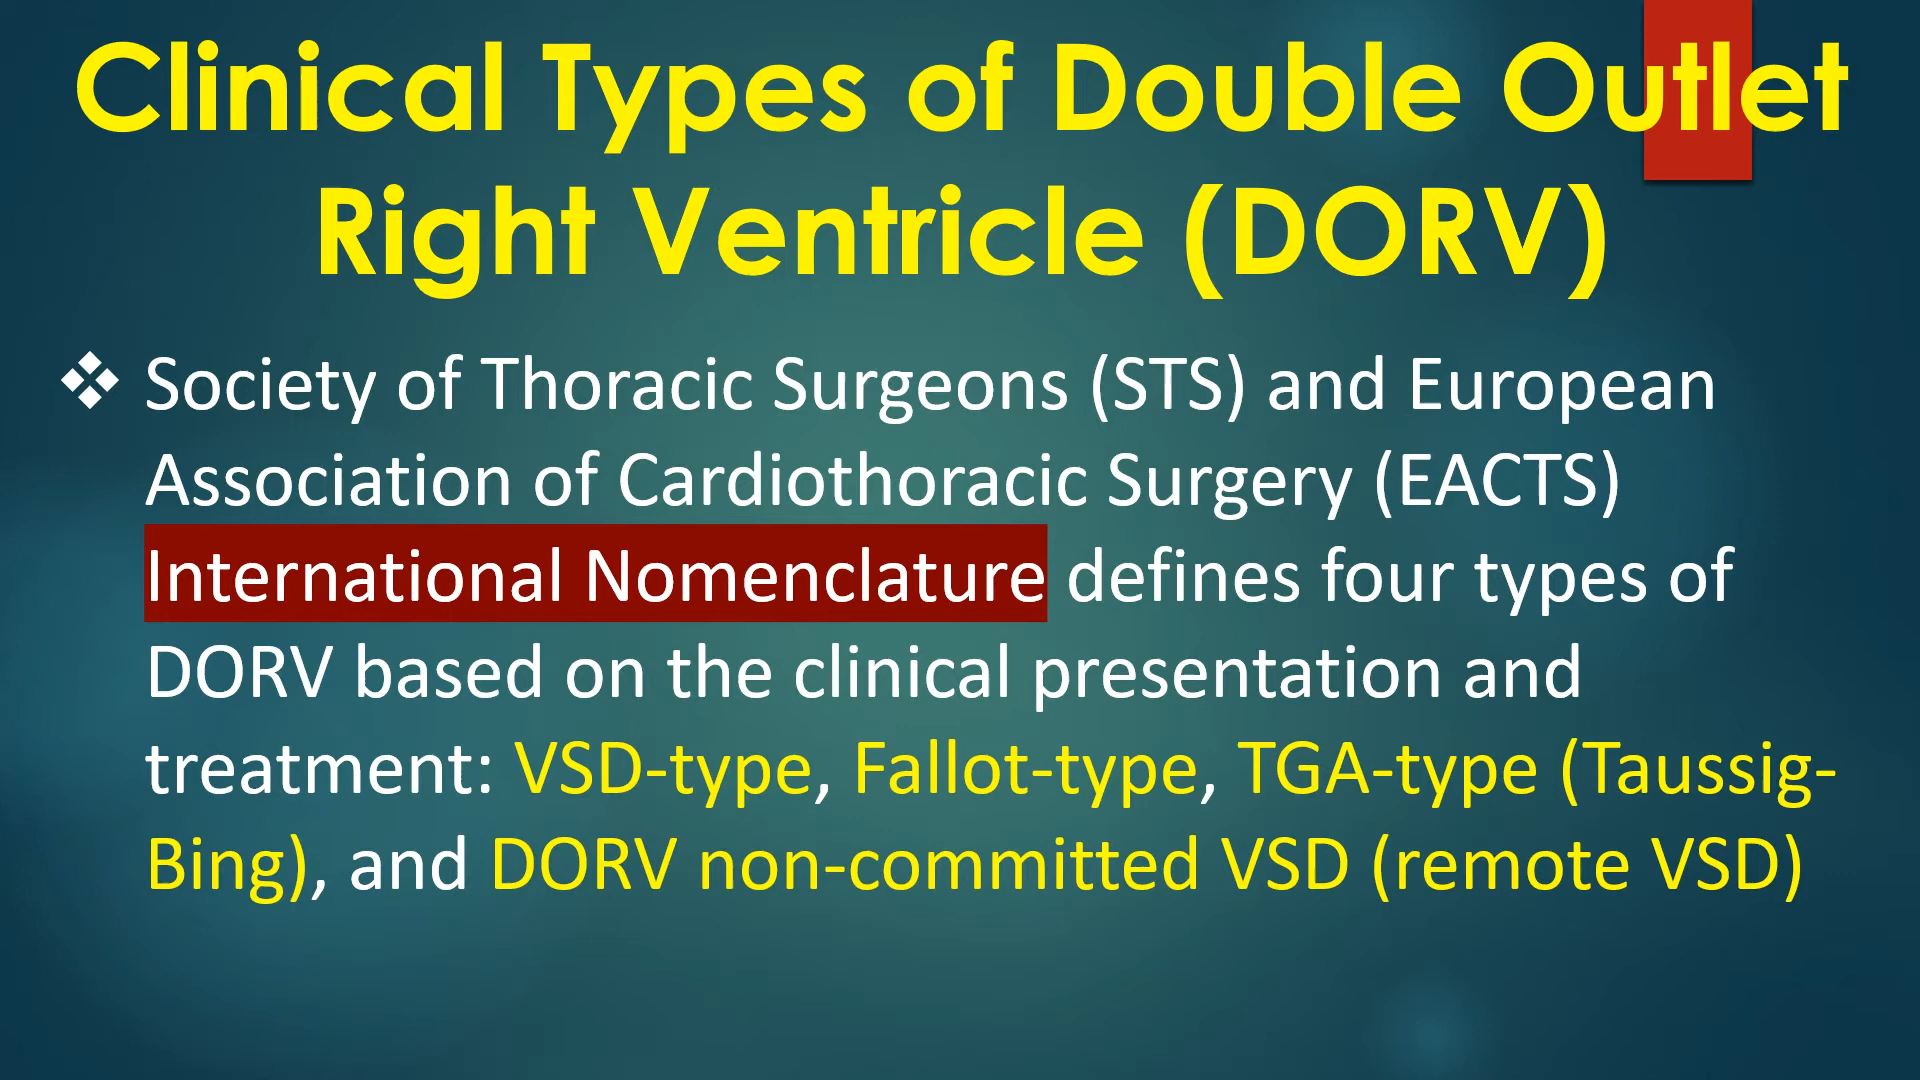 Clinical Types of Double Outlet
Right Ventricle (DORV)
❖ Society of Thoracic Surgeons (STS) and European
Association of Cardiothoracic Surgery (EACTS)
International Nomenclature defines four types of
DORV based on the clinical presentation and
treatment: VSD-type, Fallot-type, TGA-type (Taussig-
Bing), and DORV non-committed VSD (remote VSD)